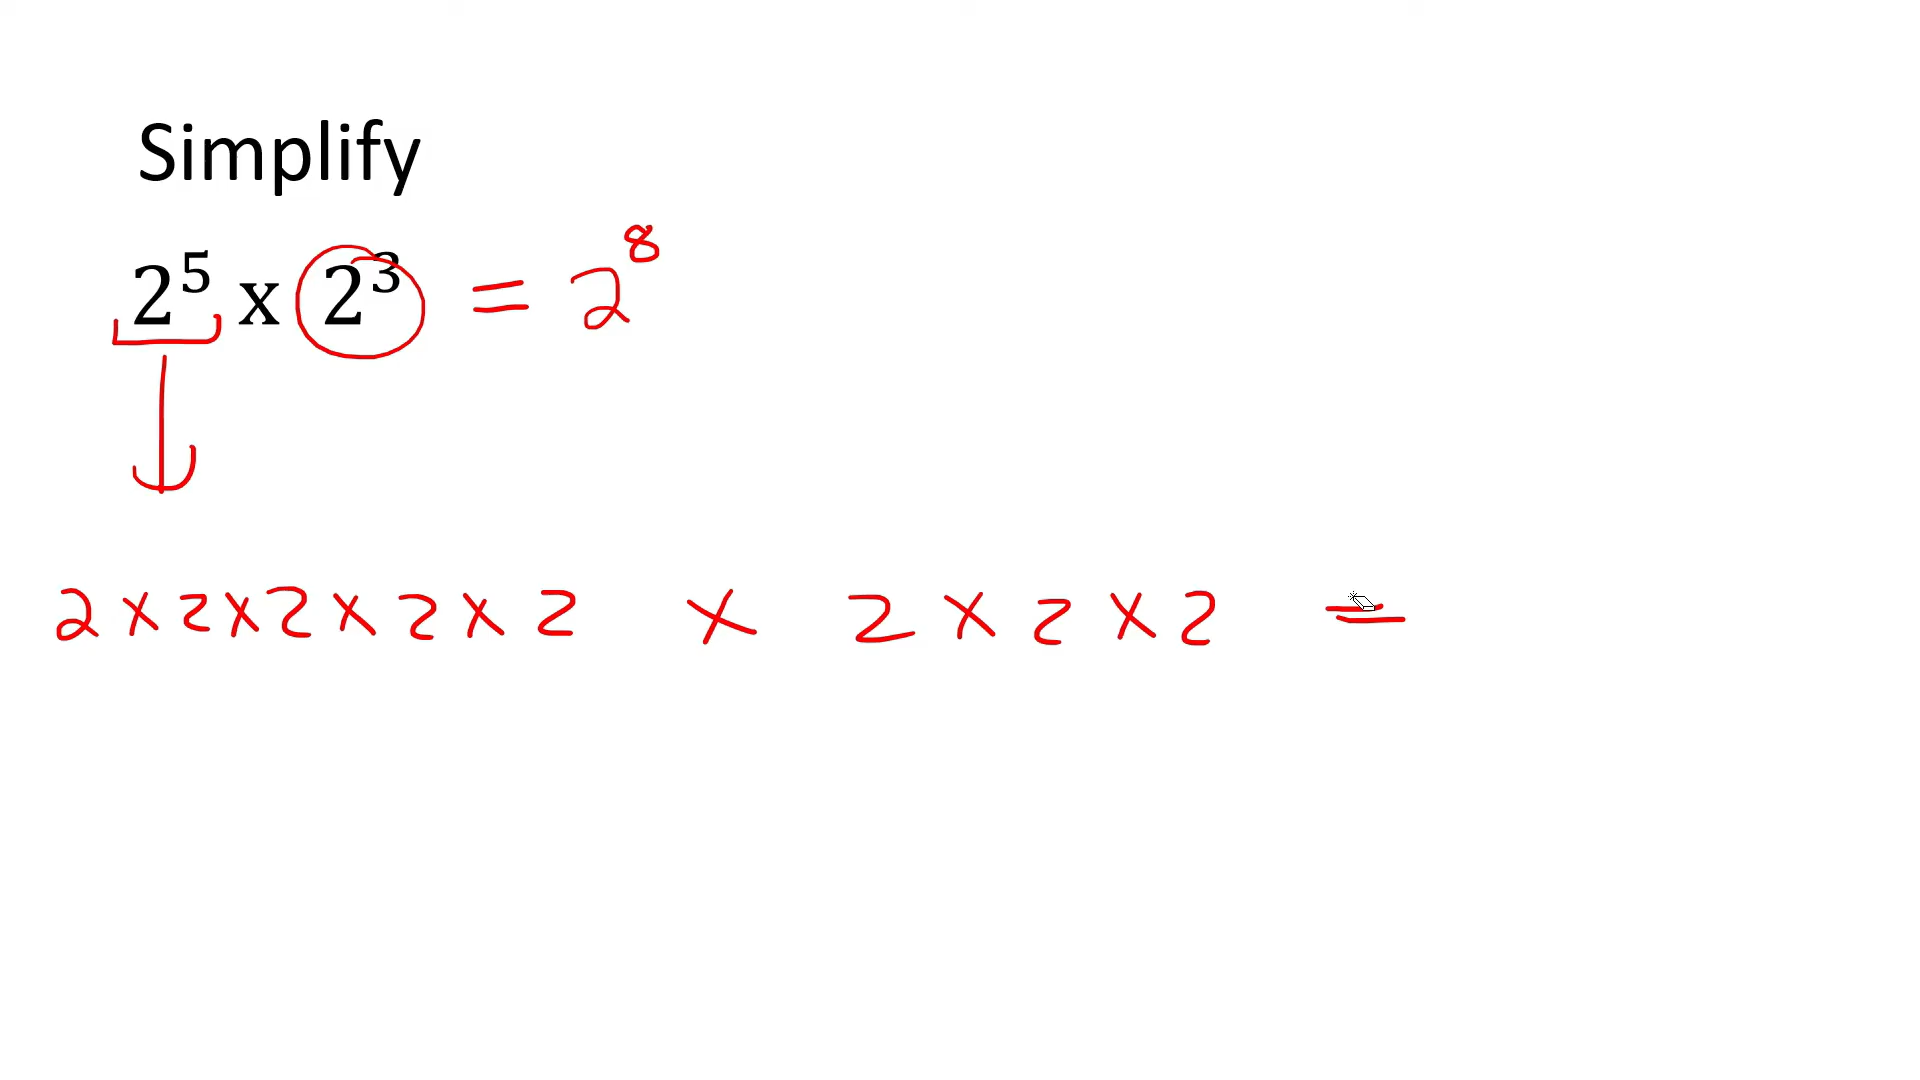 Simplify
2⁵ x 2³ = 2⁸
2 x 2 x 2 x 2 x 2 x 2 x 2 x 2 =